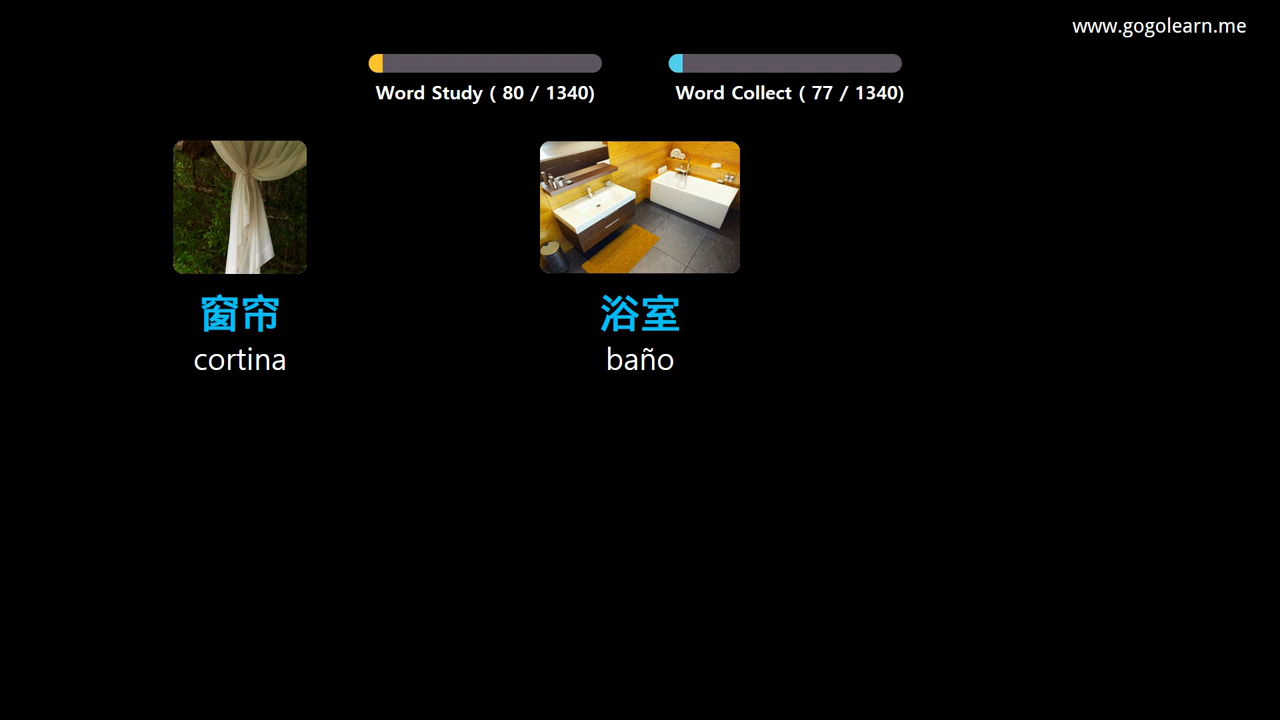 www.gogolearn.me
Word Study ( 80 / 1340)
Word Collect ( 77 / 1340)
窗帘
cortina
浴室
baño